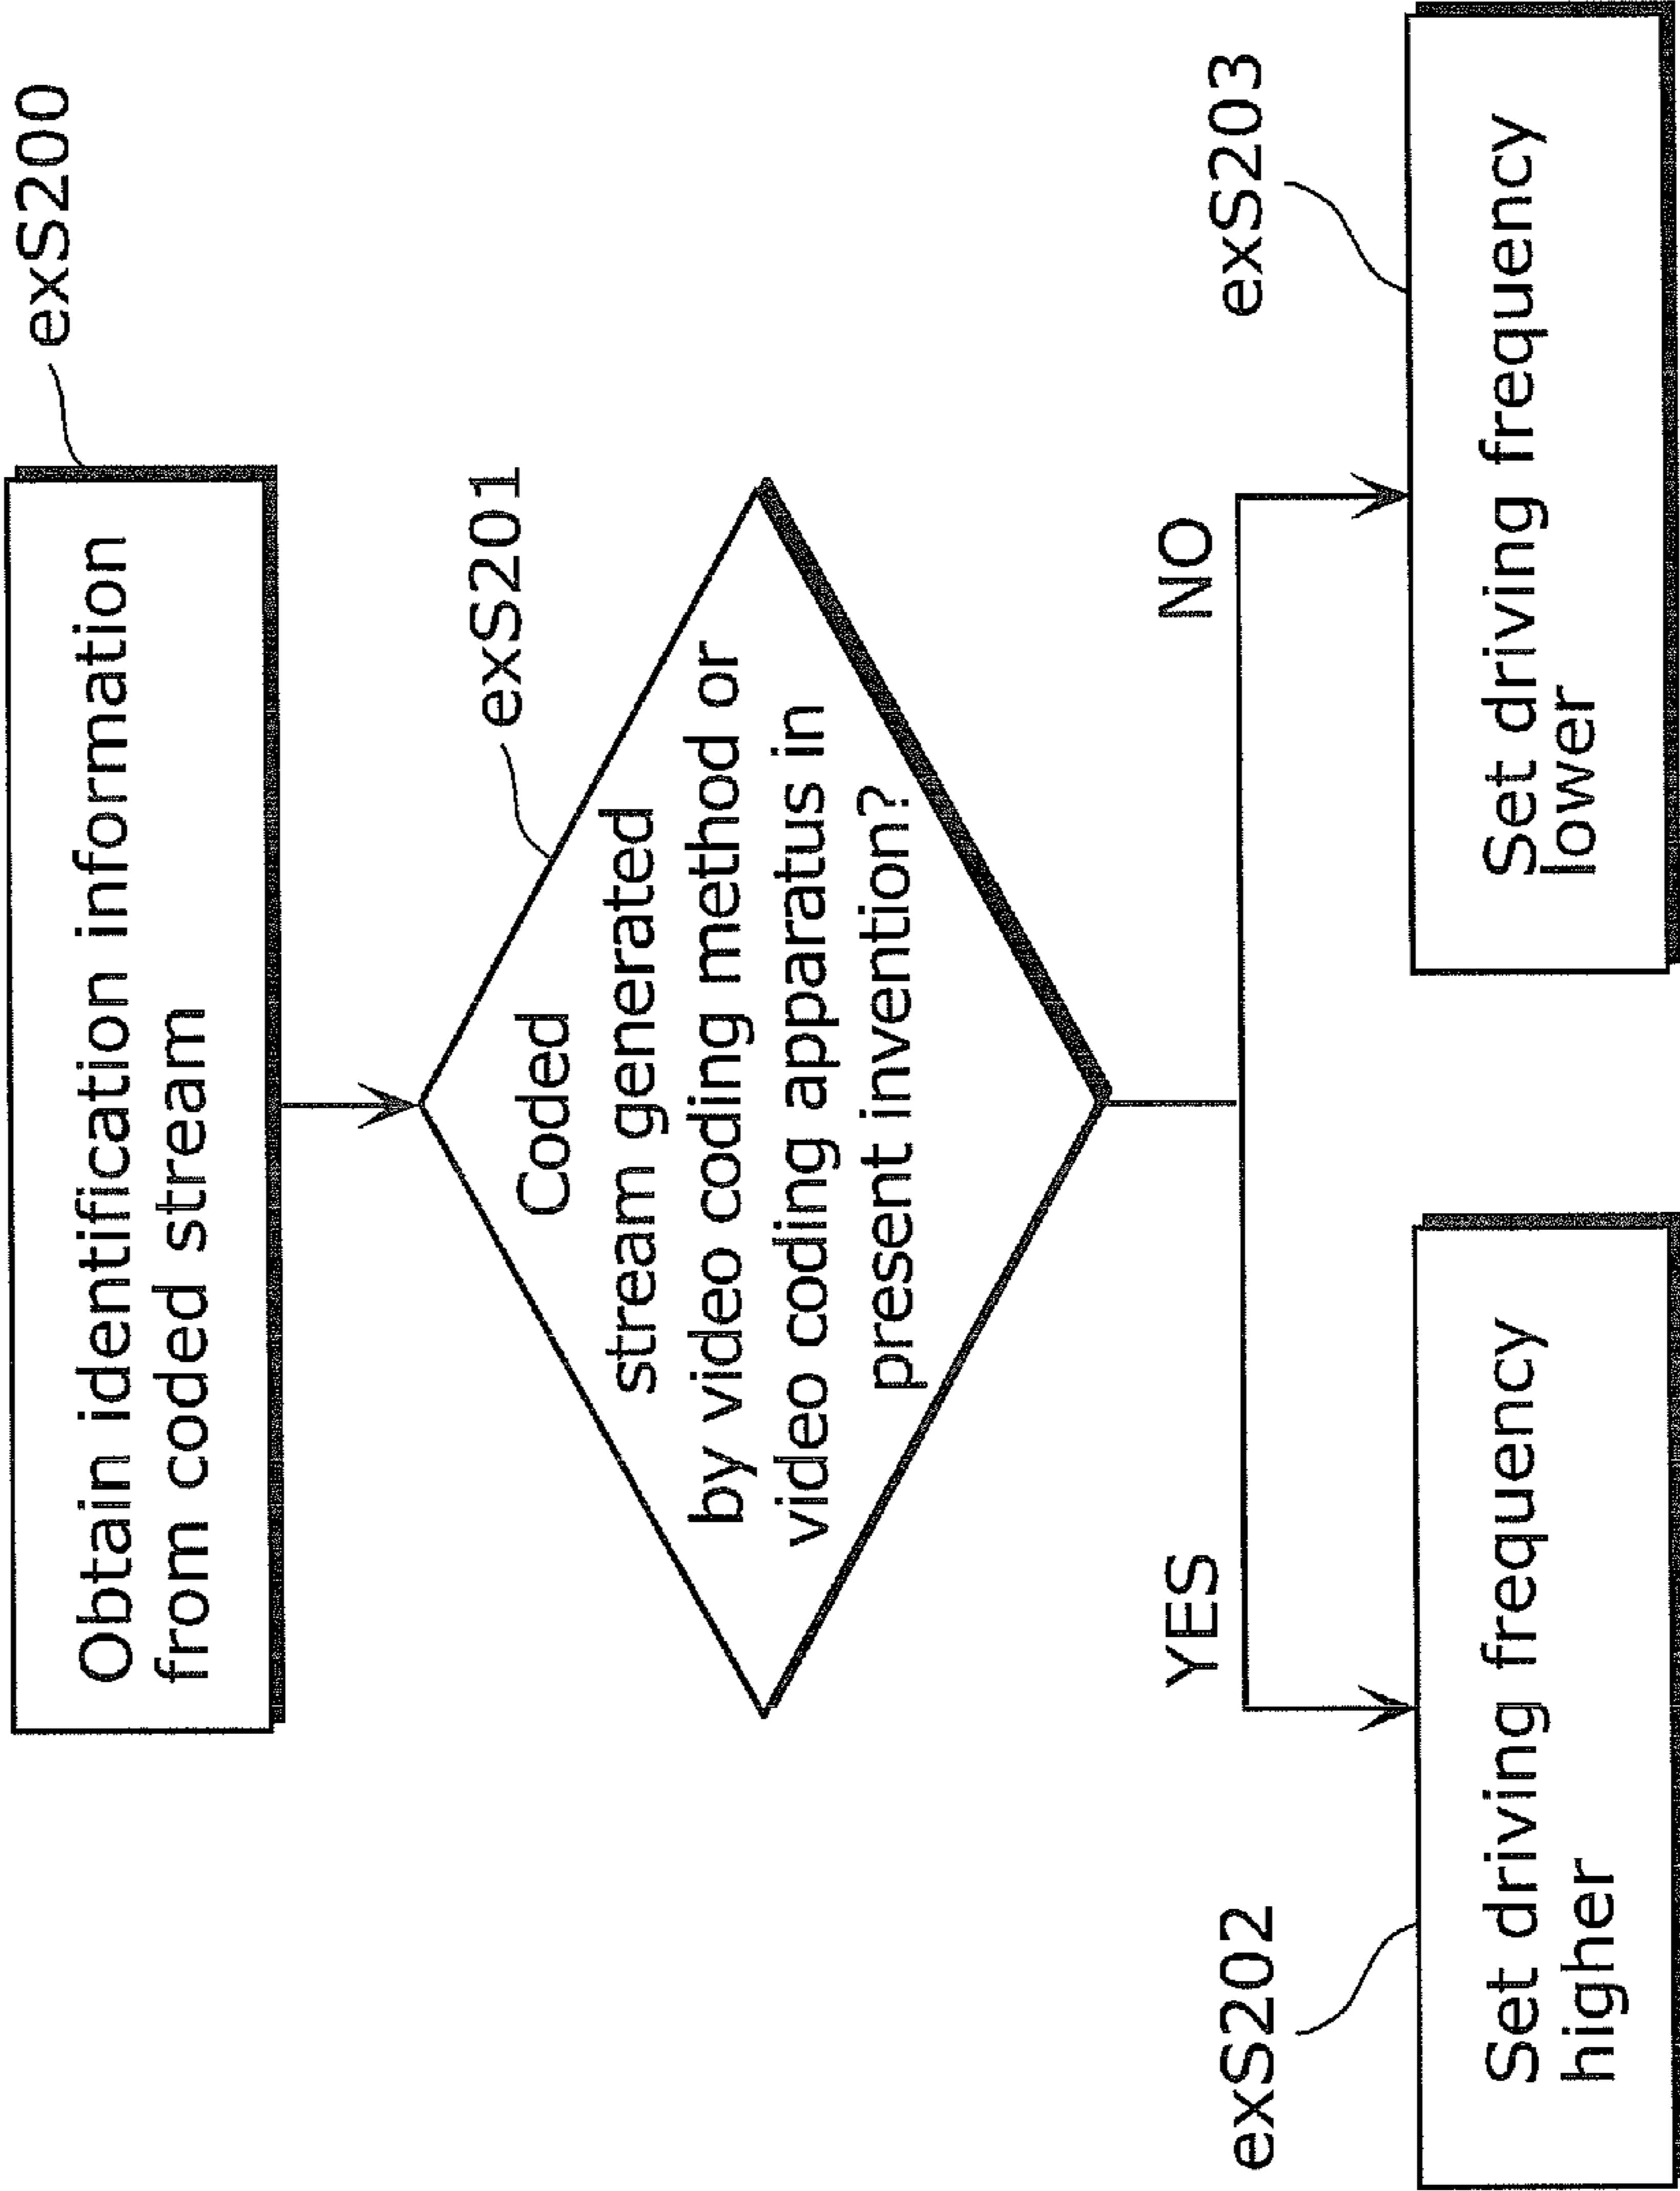 exS200
Obtain identification information
from coded stream
exS201
Coded
stream generated
by video coding method or
video coding apparatus in
present invention?
YES
NO
exS202
exS203
Set driving frequency
higher
Set driving frequency
lower